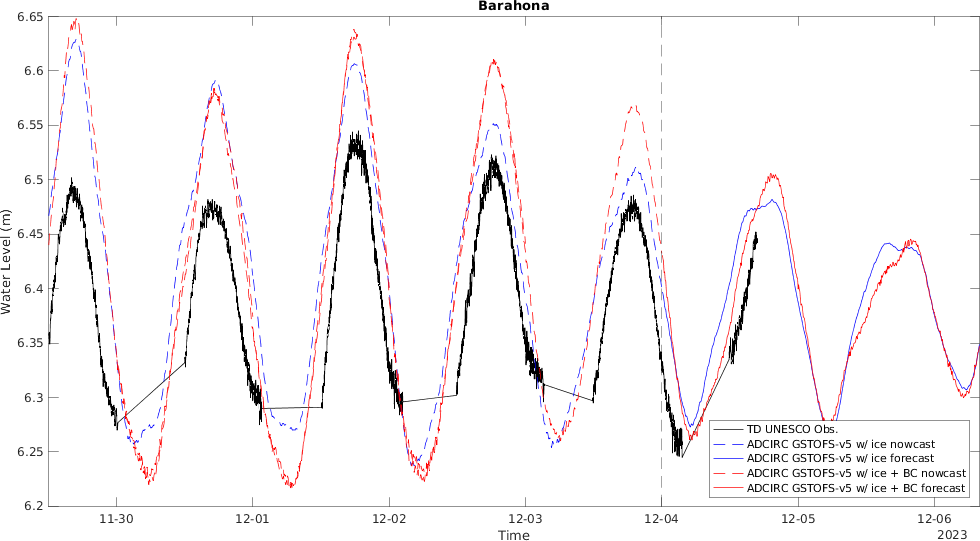 Barahona
6.65
6.6
6.55
6.5
6.45
6.4
6.35
6.3
6.25
6.2
Water Level (m)
TD UNESCO Obs.
ADCIRC GSTOFS-v5 w/ ice nowcast
ADCIRC GSTOFS-v5 w/ ice forecast
ADCIRC GSTOFS-v5 w/ ice + BC nowcast
ADCIRC GSTOFS-v5 w/ ice + BC forecast
11-30 12-01 12-02 12-03 12-04 12-05 12-06
Time
2023